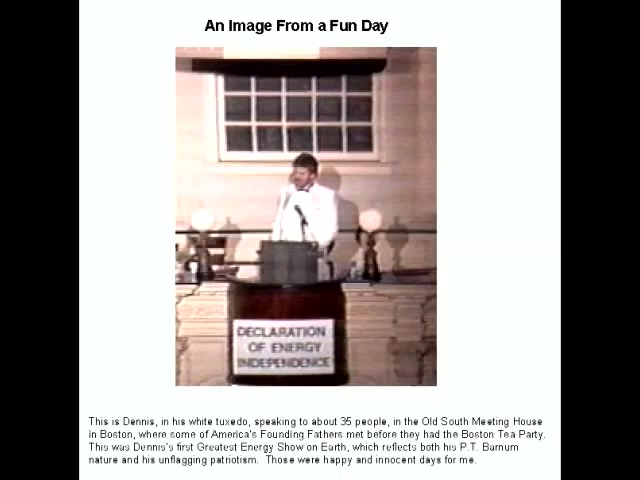 An Image From a Fun Day
DECLARATION
OF ENERGY
INDEPENDENCE
This is Dennis, in his white tuxedo, speaking to about 35 people, in the Old South Meeting House
in Boston, where some of America's Founding Fathers met before they had the Boston Tea Party.
This was Dennis's first Greatest Energy Show on Earth, which reflects both his P.T. Barnum
nature and his unflagging patriotism. Those were happy and innocent days for me.